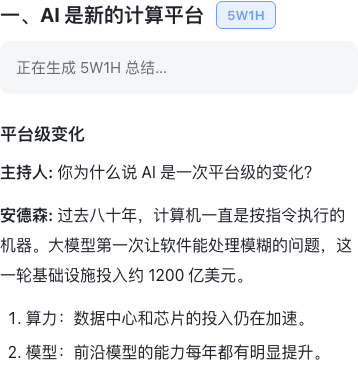 一、AI 是新的计算平台 5W1H
正在生成 5W1H 总结...
平台级变化
主持人: 你为什么说 AI 是一次平台级的变化?
安德森: 过去八十年，计算机一直是按指令执行的
机器。大模型第一次让软件能处理模糊的问题，这
一轮基础设施投入约 1200 亿美元。
1. 算力：数据中心和芯片的投入仍在加速。
2. 模型：前沿模型的能力每年都有明显提升。